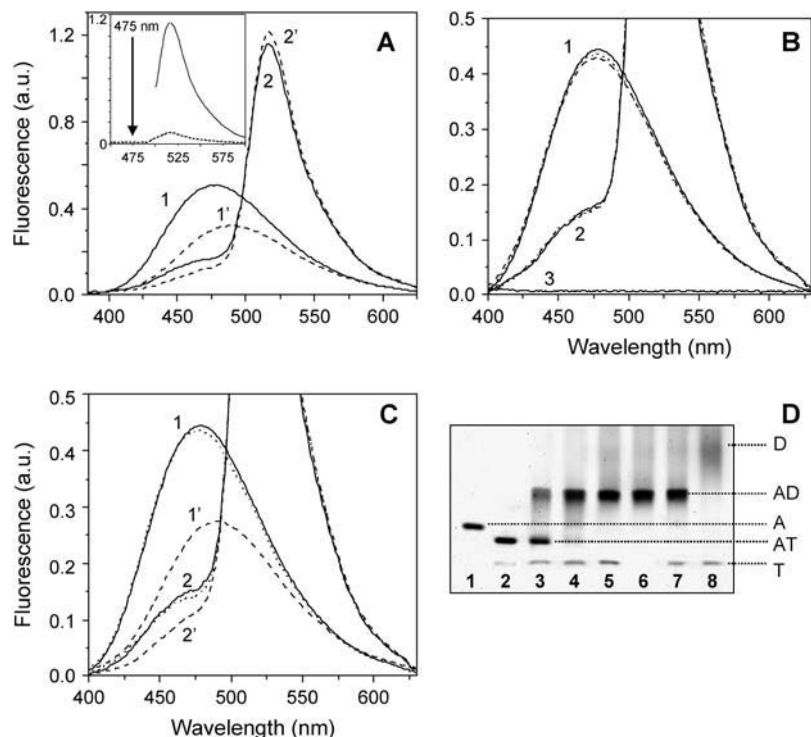 A
Fluorescence (a.u.)
1.2
0.8
0.4
0.0
1.2
475 nm
0
475 525 575
2'
2
1
1'
400 450 500 550 600
B
Fluorescence (a.u.)
0.5
0.4
0.3
0.2
0.1
0.0
1
2
3
400 450 500 550 600
Wavelength (nm)
C
Fluorescence (a.u.)
0.5
0.4
0.3
0.2
0.1
0.0
1
1'
2
2'
400 450 500 550 600
Wavelength (nm)
D
D
AD
A
AT
T
1 2 3 4 5 6 7 8